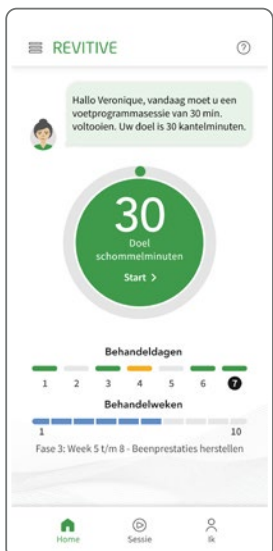 REVITIVE
Hallo Veronique, vandaag moet u een
voetprogrammasessie van 30 min.
voltooien. Uw doel is 30 kantelminuten.
30
Doel
schommelminuten
Start >
Behandeldagen
1 2 3 4 5 6 7
Behandelweken
1 10
Fase 3: Week 5 t/m 8 - Beenprestaties herstellen
Home Sessie Ik